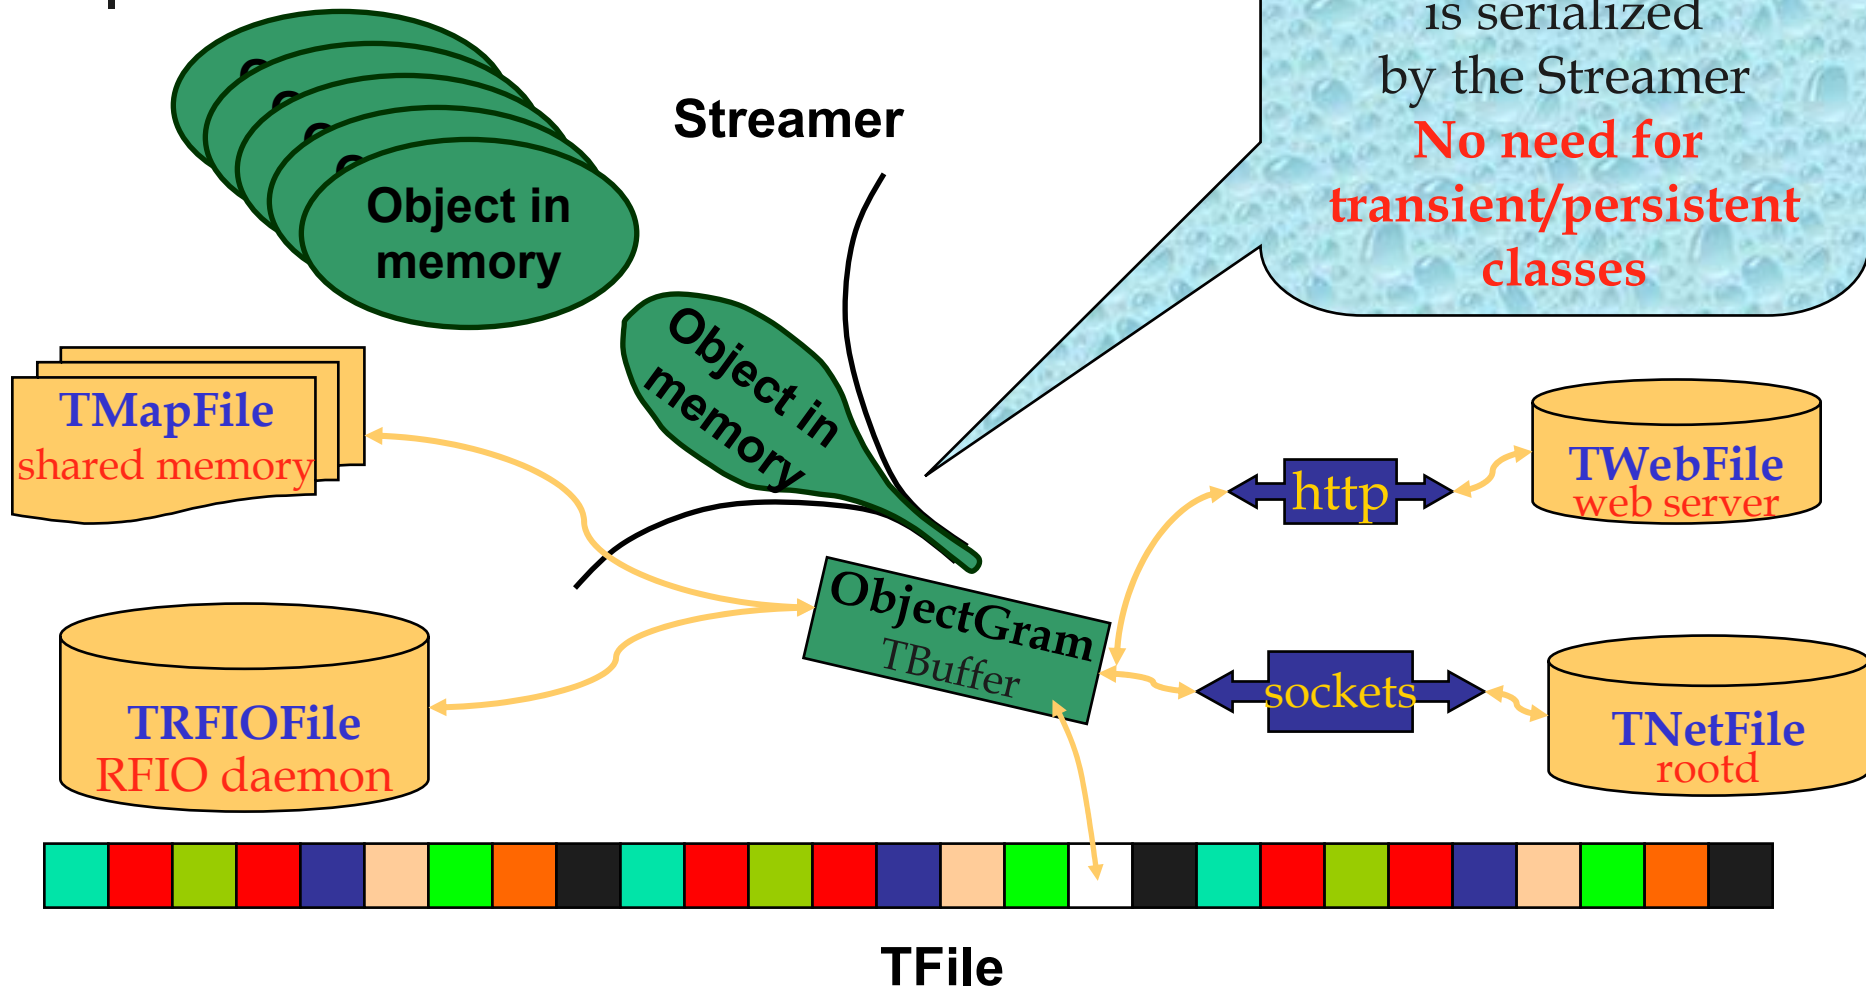 is serialized
by the Streamer
No need for
transient/persistent
classes
Streamer
Object in
memory
Object in
memory
TMapFile
shared memory
http
TWebFile
web server
ObjectGram
TBuffer
sockets
TRFIOFile
RFIO daemon
TNetFile
rootd
TFile